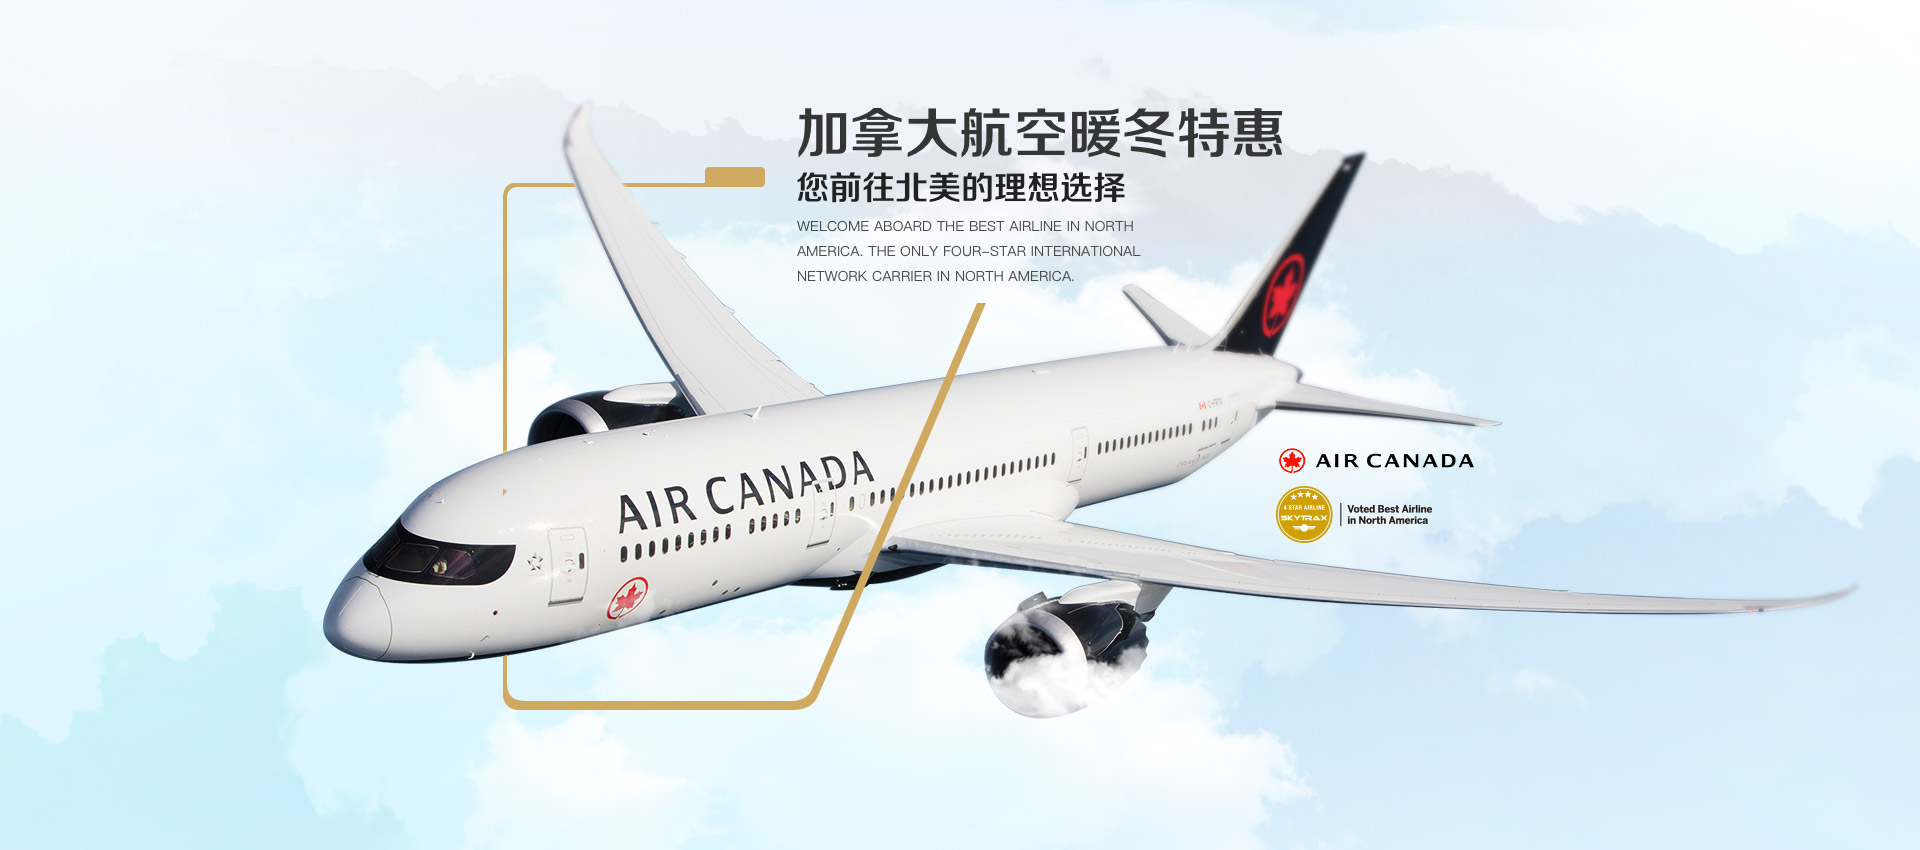 加拿大航空暖冬特惠
您前往北美的理想选择
WELCOME ABOARD THE BEST AIRLINE IN NORTH
AMERICA. THE ONLY FOUR-STAR INTERNATIONAL
NETWORK CARRIER IN NORTH AMERICA.
AIR CANADA
AIR CANADA
4 STAR AIRLINE
SKYTRAX
Voted Best Airline
in North America